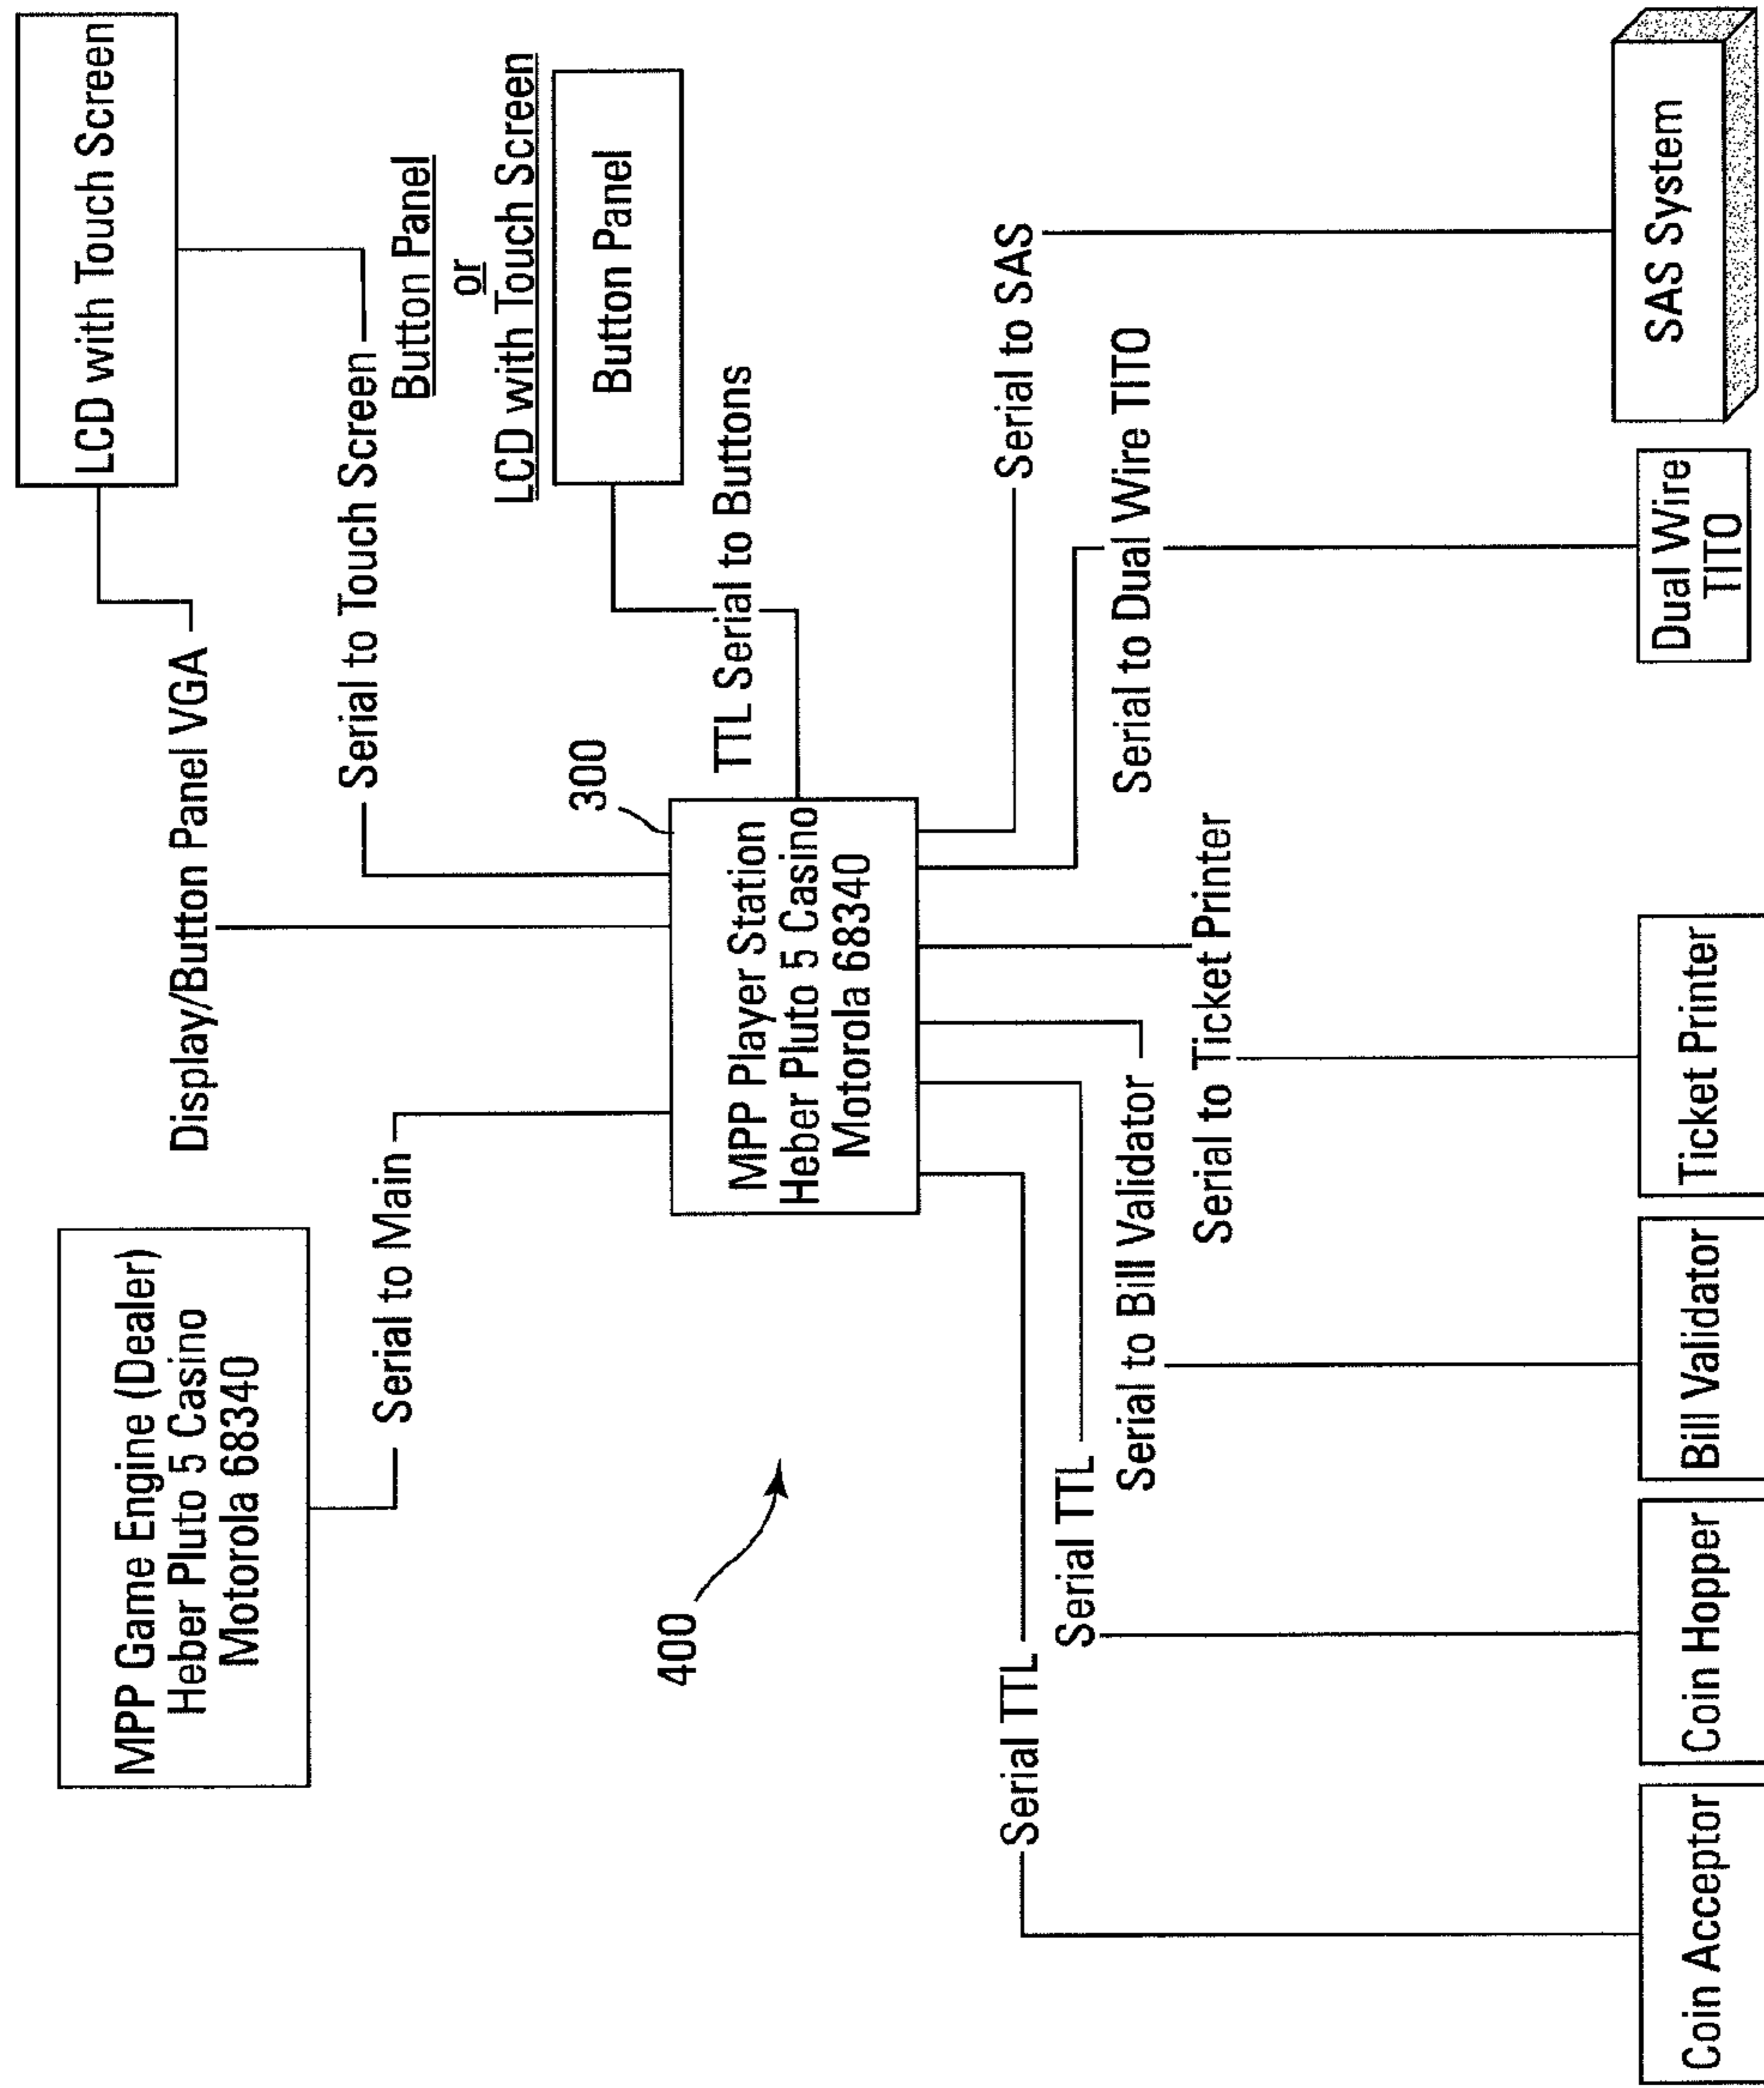 MPP Game Engine (Dealer)
Heber Pluto 5 Casino
Motorola 68340
LCD with Touch Screen
Display/Button Panel VGA
Serial to Main
Serial to Touch Screen
Button Panel
or
LCD with Touch Screen
Button Panel
300
TTL Serial to Buttons
MPP Player Station
Heber Pluto 5 Casino
Motorola 68340
400
Serial TTL
Serial TTL
Serial to Bill Validator
Serial to Ticket Printer
Serial to Dual Wire TITO
Serial to SAS
Coin Acceptor
Coin Hopper
Bill Validator
Ticket Printer
Dual Wire
TITO
SAS System